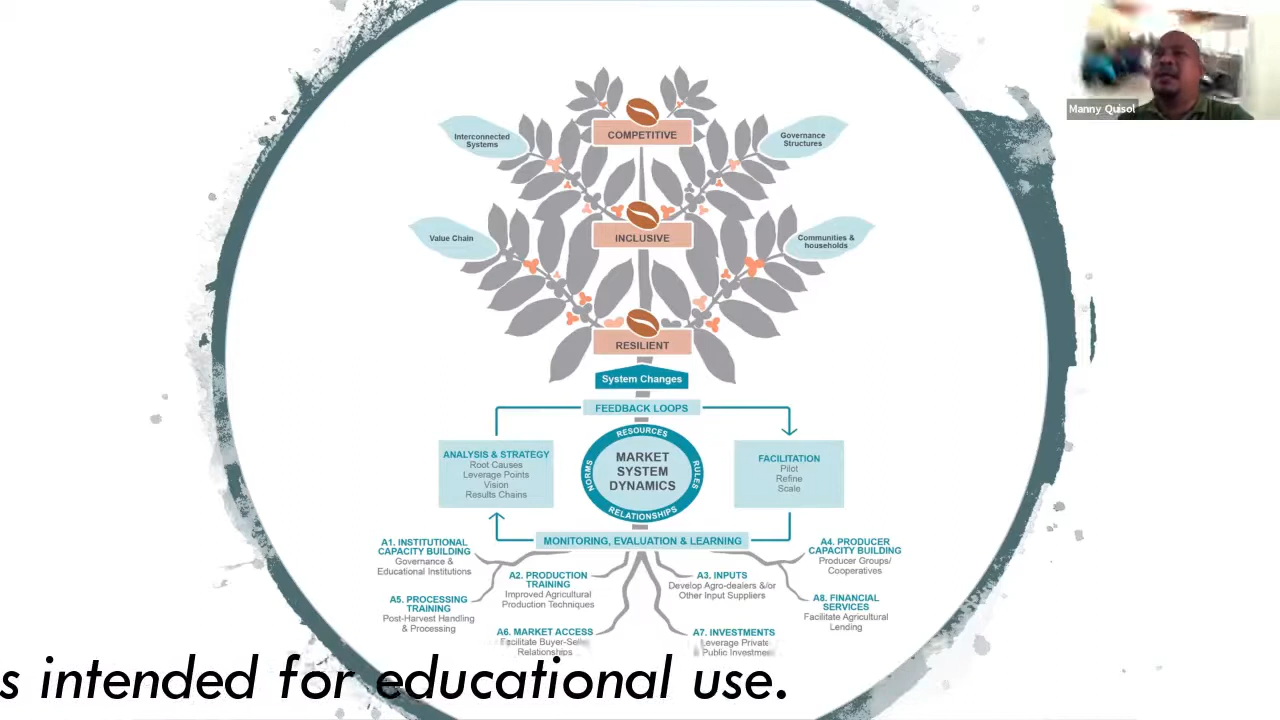 Manny Quisol
COMPETITIVE
Interconnected
Systems
Governance
Structures
INCLUSIVE
Value Chain
Communities &
households
RESILIENT
System Changes
FEEDBACK LOOPS
ANALYSIS & STRATEGY
Root Causes
Leverage Points
Vision
Results Chains
RESOURCES
NORMS
MARKET
SYSTEM
DYNAMICS
RULES
RELATIONSHIPS
FACILITATION
Pilot
Refine
Scale
MONITORING, EVALUATION & LEARNING
A1. INSTITUTIONAL
CAPACITY BUILDING
Governance &
Educational Institutions
A2. PRODUCTION
TRAINING
Improved Agricultural
Production Techniques
A3. INPUTS
Develop Agro-dealers &/or
Other Input Suppliers
A4. PRODUCER
CAPACITY BUILDING
Producer Groups/
Cooperatives
A5. PROCESSING
TRAINING
Post-Harvest Handling
& Processing
A6. MARKET ACCESS
Facilitate Buyer-Seller
Relationships
A7. INVESTMENTS
Leverage Private
Public Investment
A8. FINANCIAL
SERVICES
Facilitate Agricultural
Lending
s intended for educational use.